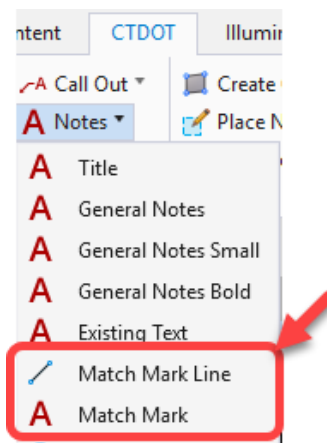 ntent CTDOT Illumin
A Call Out Create
A Notes Place N
A Title
A General Notes
A General Notes Small
A General Notes Bold
A Existing Text
Match Mark Line
A Match Mark